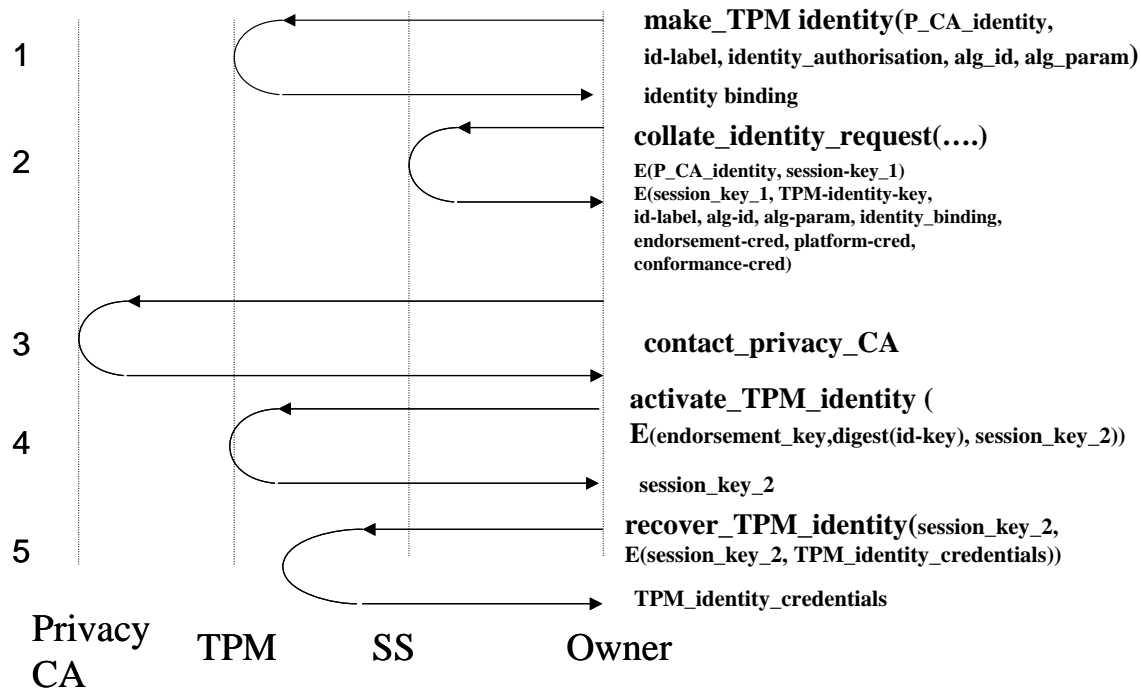 1
make_TPM identity(P_CA_identity,
id-label, identity_authorisation, alg_id, alg_param)
identity binding
2
collate_identity_request(….)
E(P_CA_identity, session-key_1)
E(session_key_1, TPM-identity-key,
id-label, alg-id, alg-param, identity_binding,
endorsement-cred, platform-cred,
conformance-cred)
3
contact_privacy_CA
4
activate_TPM_identity (
E(endorsement_key,digest(id-key), session_key_2))
session_key_2
5
recover_TPM_identity(session_key_2,
E(session_key_2, TPM_identity_credentials))
TPM_identity_credentials
Privacy
CA
TPM
SS
Owner